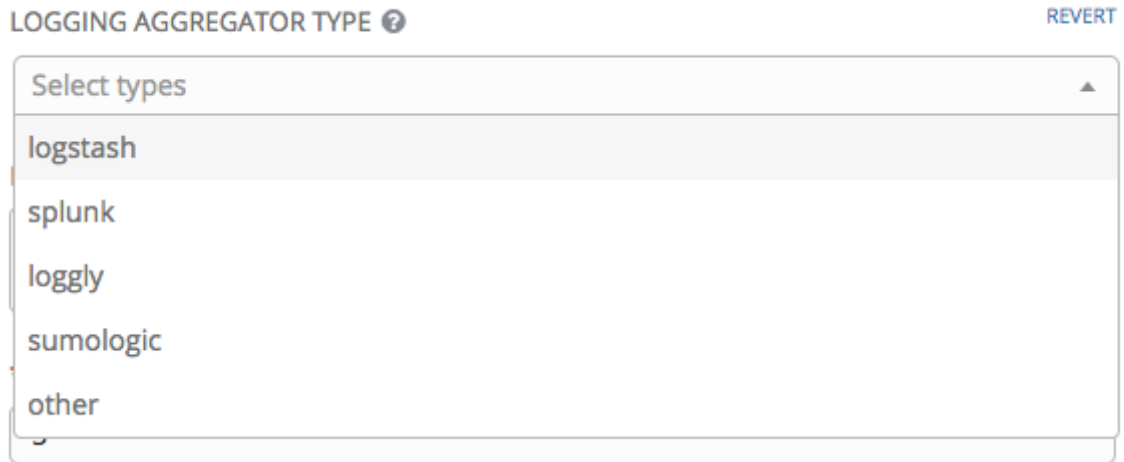 LOGGING AGGREGATOR TYPE
REVERT
Select types
logstash
splunk
loggly
sumologic
other